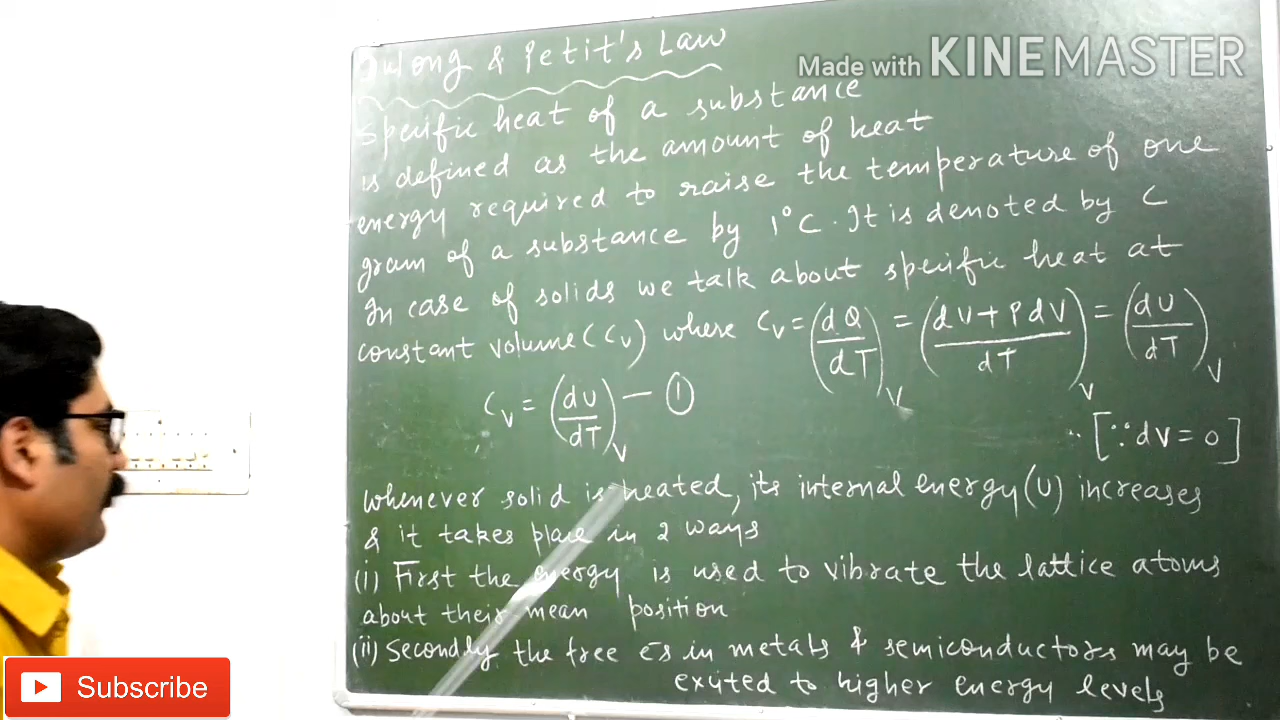 Dulong & Petit's Law
Made with KINEMASTER
specific heat of a substance
is defined as the amount of heat
energy required to raise the temperature of one
gram of a substance by 1°C. It is denoted by C
In case of solids we talk about specific heat at
constant volume (Cv) where Cv = (dQ/dT)v = (dU + PdV/dT)v = (dU/dT)v
Cv = (dU/dT)v — ①
[∵ dV = 0]
Whenever solid is heated, its internal energy (U) increases
& it takes place in 2 ways
(i) First the energy is used to vibrate the lattice atoms
about their mean position
(ii) Secondly the free e⁻s in metals & semiconductors may be
exited to higher energy levels
Subscribe